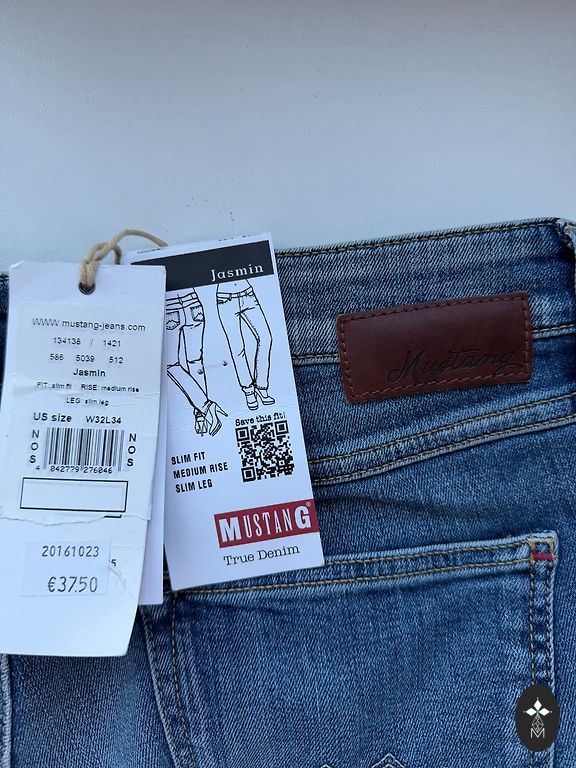 www.mustang-jeans.com
134138 / 1421
586 5039 512
Jasmin
FIT: slim fit RISE: medium rise
LEG: slim leg
US size W32L34
NOS
NOS
4 042779 276046
20161023
5
€37.50
Jasmin
Save this fit!
SLIM FIT
MEDIUM RISE
SLIM LEG
MUSTANG®
True Denim
Mustang
M